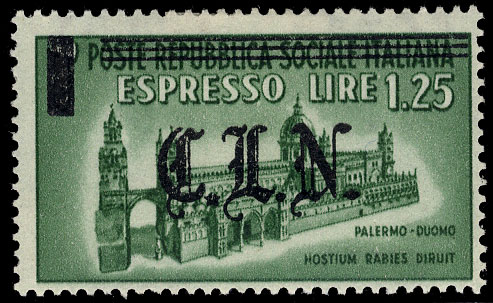 POSTE REPUBBLICA SOCIALE ITALIANA
ESPRESSO LIRE 1.25
C.L.N.
PALERMO-DUOMO
HOSTIUM RABIES DIRUIT